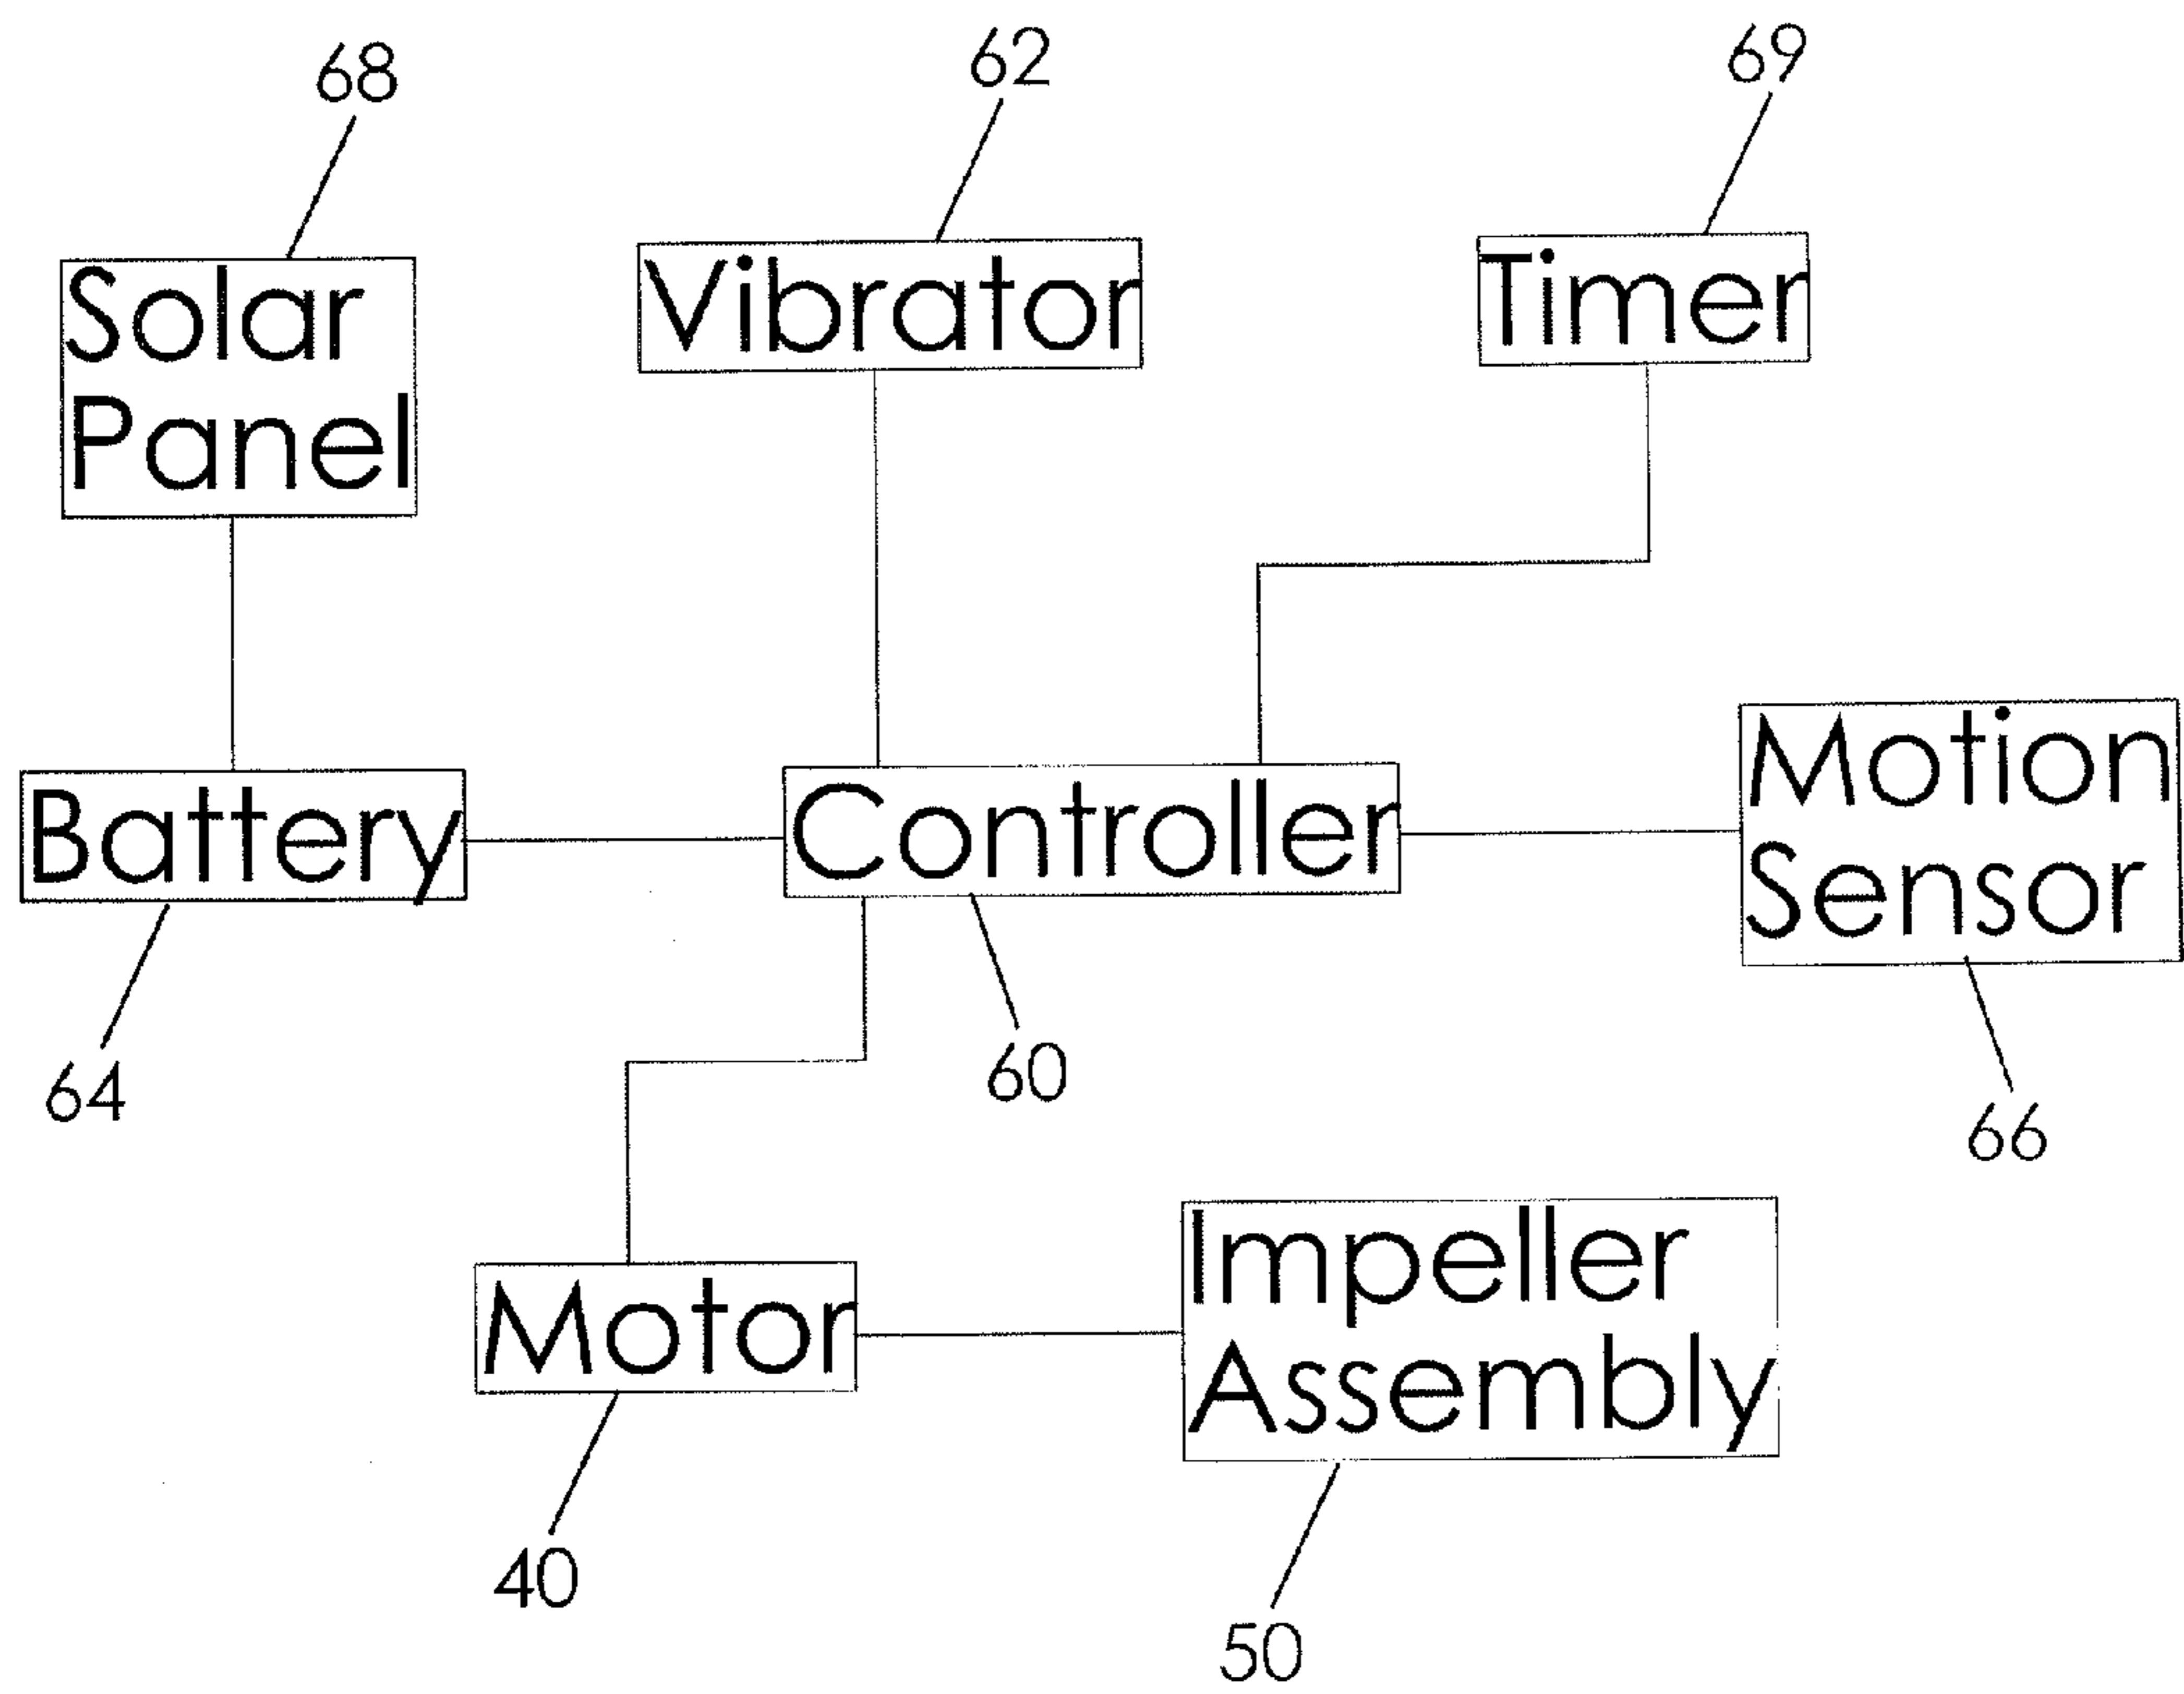 68
62
69
Solar
Panel
Vibrator
Timer
Battery
Controller
Motion
Sensor
64
60
66
Motor
Impeller
Assembly
40
50